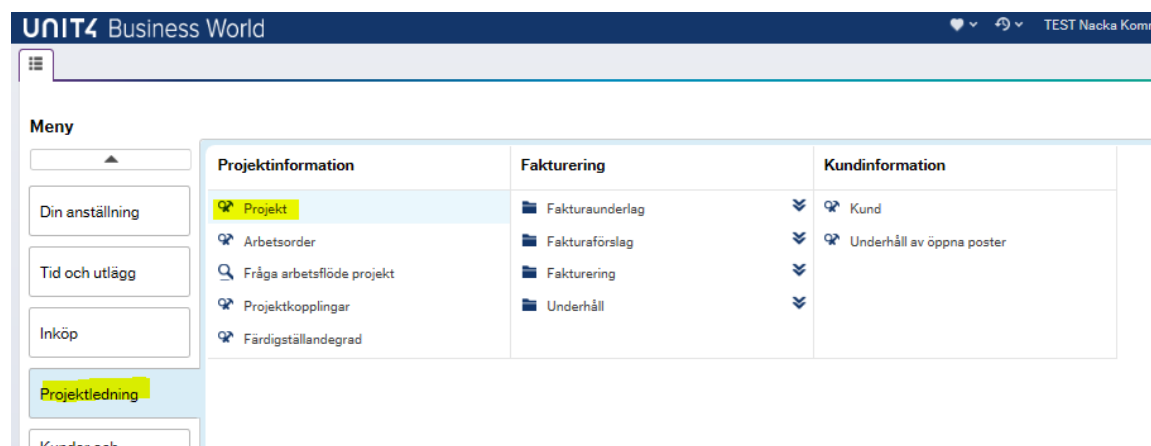 UNIT4 Business World
TEST Nacka Kom
Meny
Din anställning
Tid och utlägg
Inköp
Projektledning
Projektinformation
Projekt
Arbetsorder
Fråga arbetsflöde projekt
Projektkopplingar
Färdigställandegrad
Fakturering
Fakturaunderlag
Fakturaförslag
Fakturering
Underhåll
Kundinformation
Kund
Underhåll av öppna poster